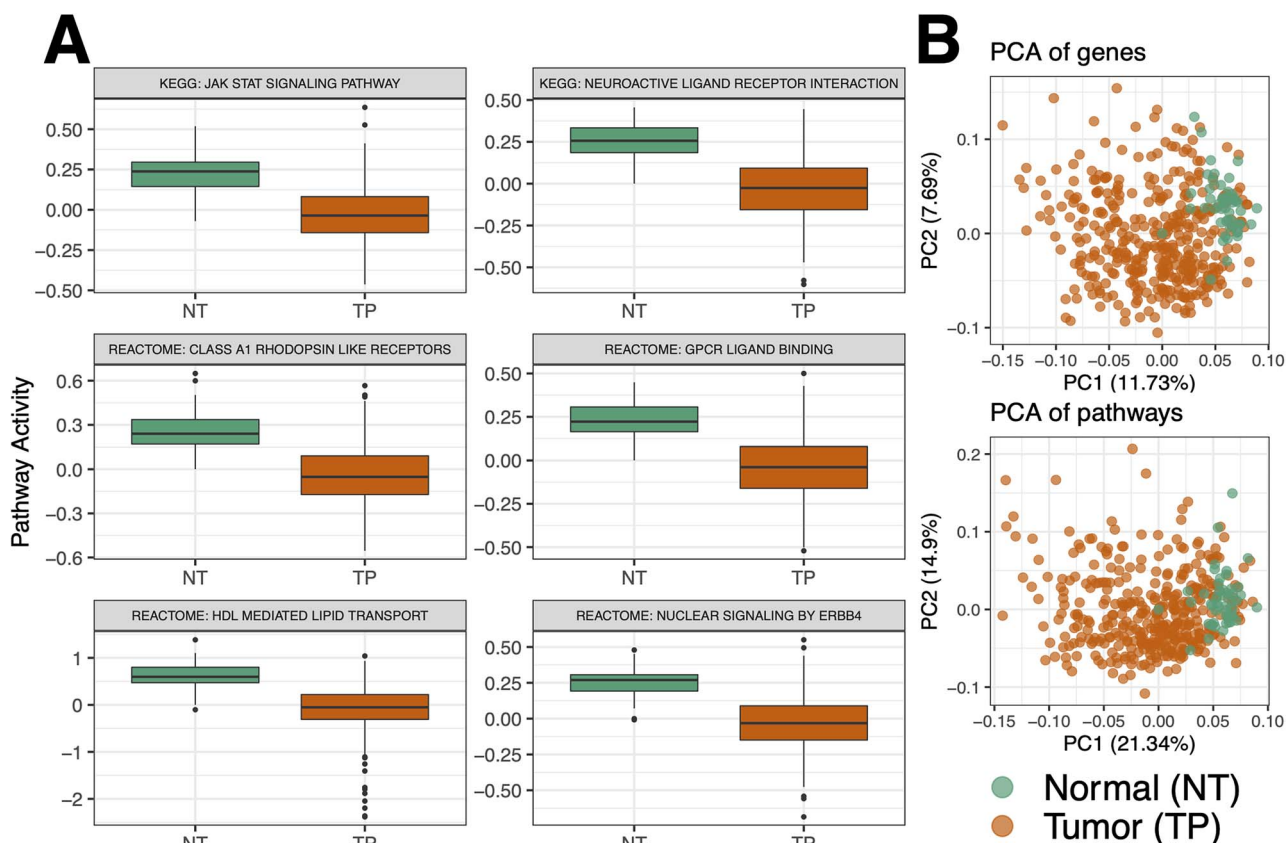 A
B
KEGG: JAK STAT SIGNALING PATHWAY
KEGG: NEUROACTIVE LIGAND RECEPTOR INTERACTION
0.50
0.25
0.00
−0.25
−0.50
NT
TP
0.50
0.25
0.00
−0.25
−0.50
NT
TP
REACTOME: CLASS A1 RHODOPSIN LIKE RECEPTORS
REACTOME: GPCR LIGAND BINDING
Pathway Activity
0.6
0.3
0.0
−0.3
−0.6
NT
TP
0.50
0.25
0.00
−0.25
−0.50
NT
TP
REACTOME: HDL MEDIATED LIPID TRANSPORT
REACTOME: NUCLEAR SIGNALING BY ERBB4
1
0
−1
−2
NT
TP
0.50
0.25
0.00
−0.25
−0.50
NT
TP
PCA of genes
PC2 (7.69%)
0.1
0.0
−0.1
−0.15 −0.10 −0.05 0.00 0.05 0.10
PC1 (11.73%)
PCA of pathways
PC2 (14.9%)
0.2
0.1
0.0
−0.1
−0.15 −0.10 −0.05 0.00 0.05 0.10
PC1 (21.34%)
Normal (NT)
Tumor (TP)